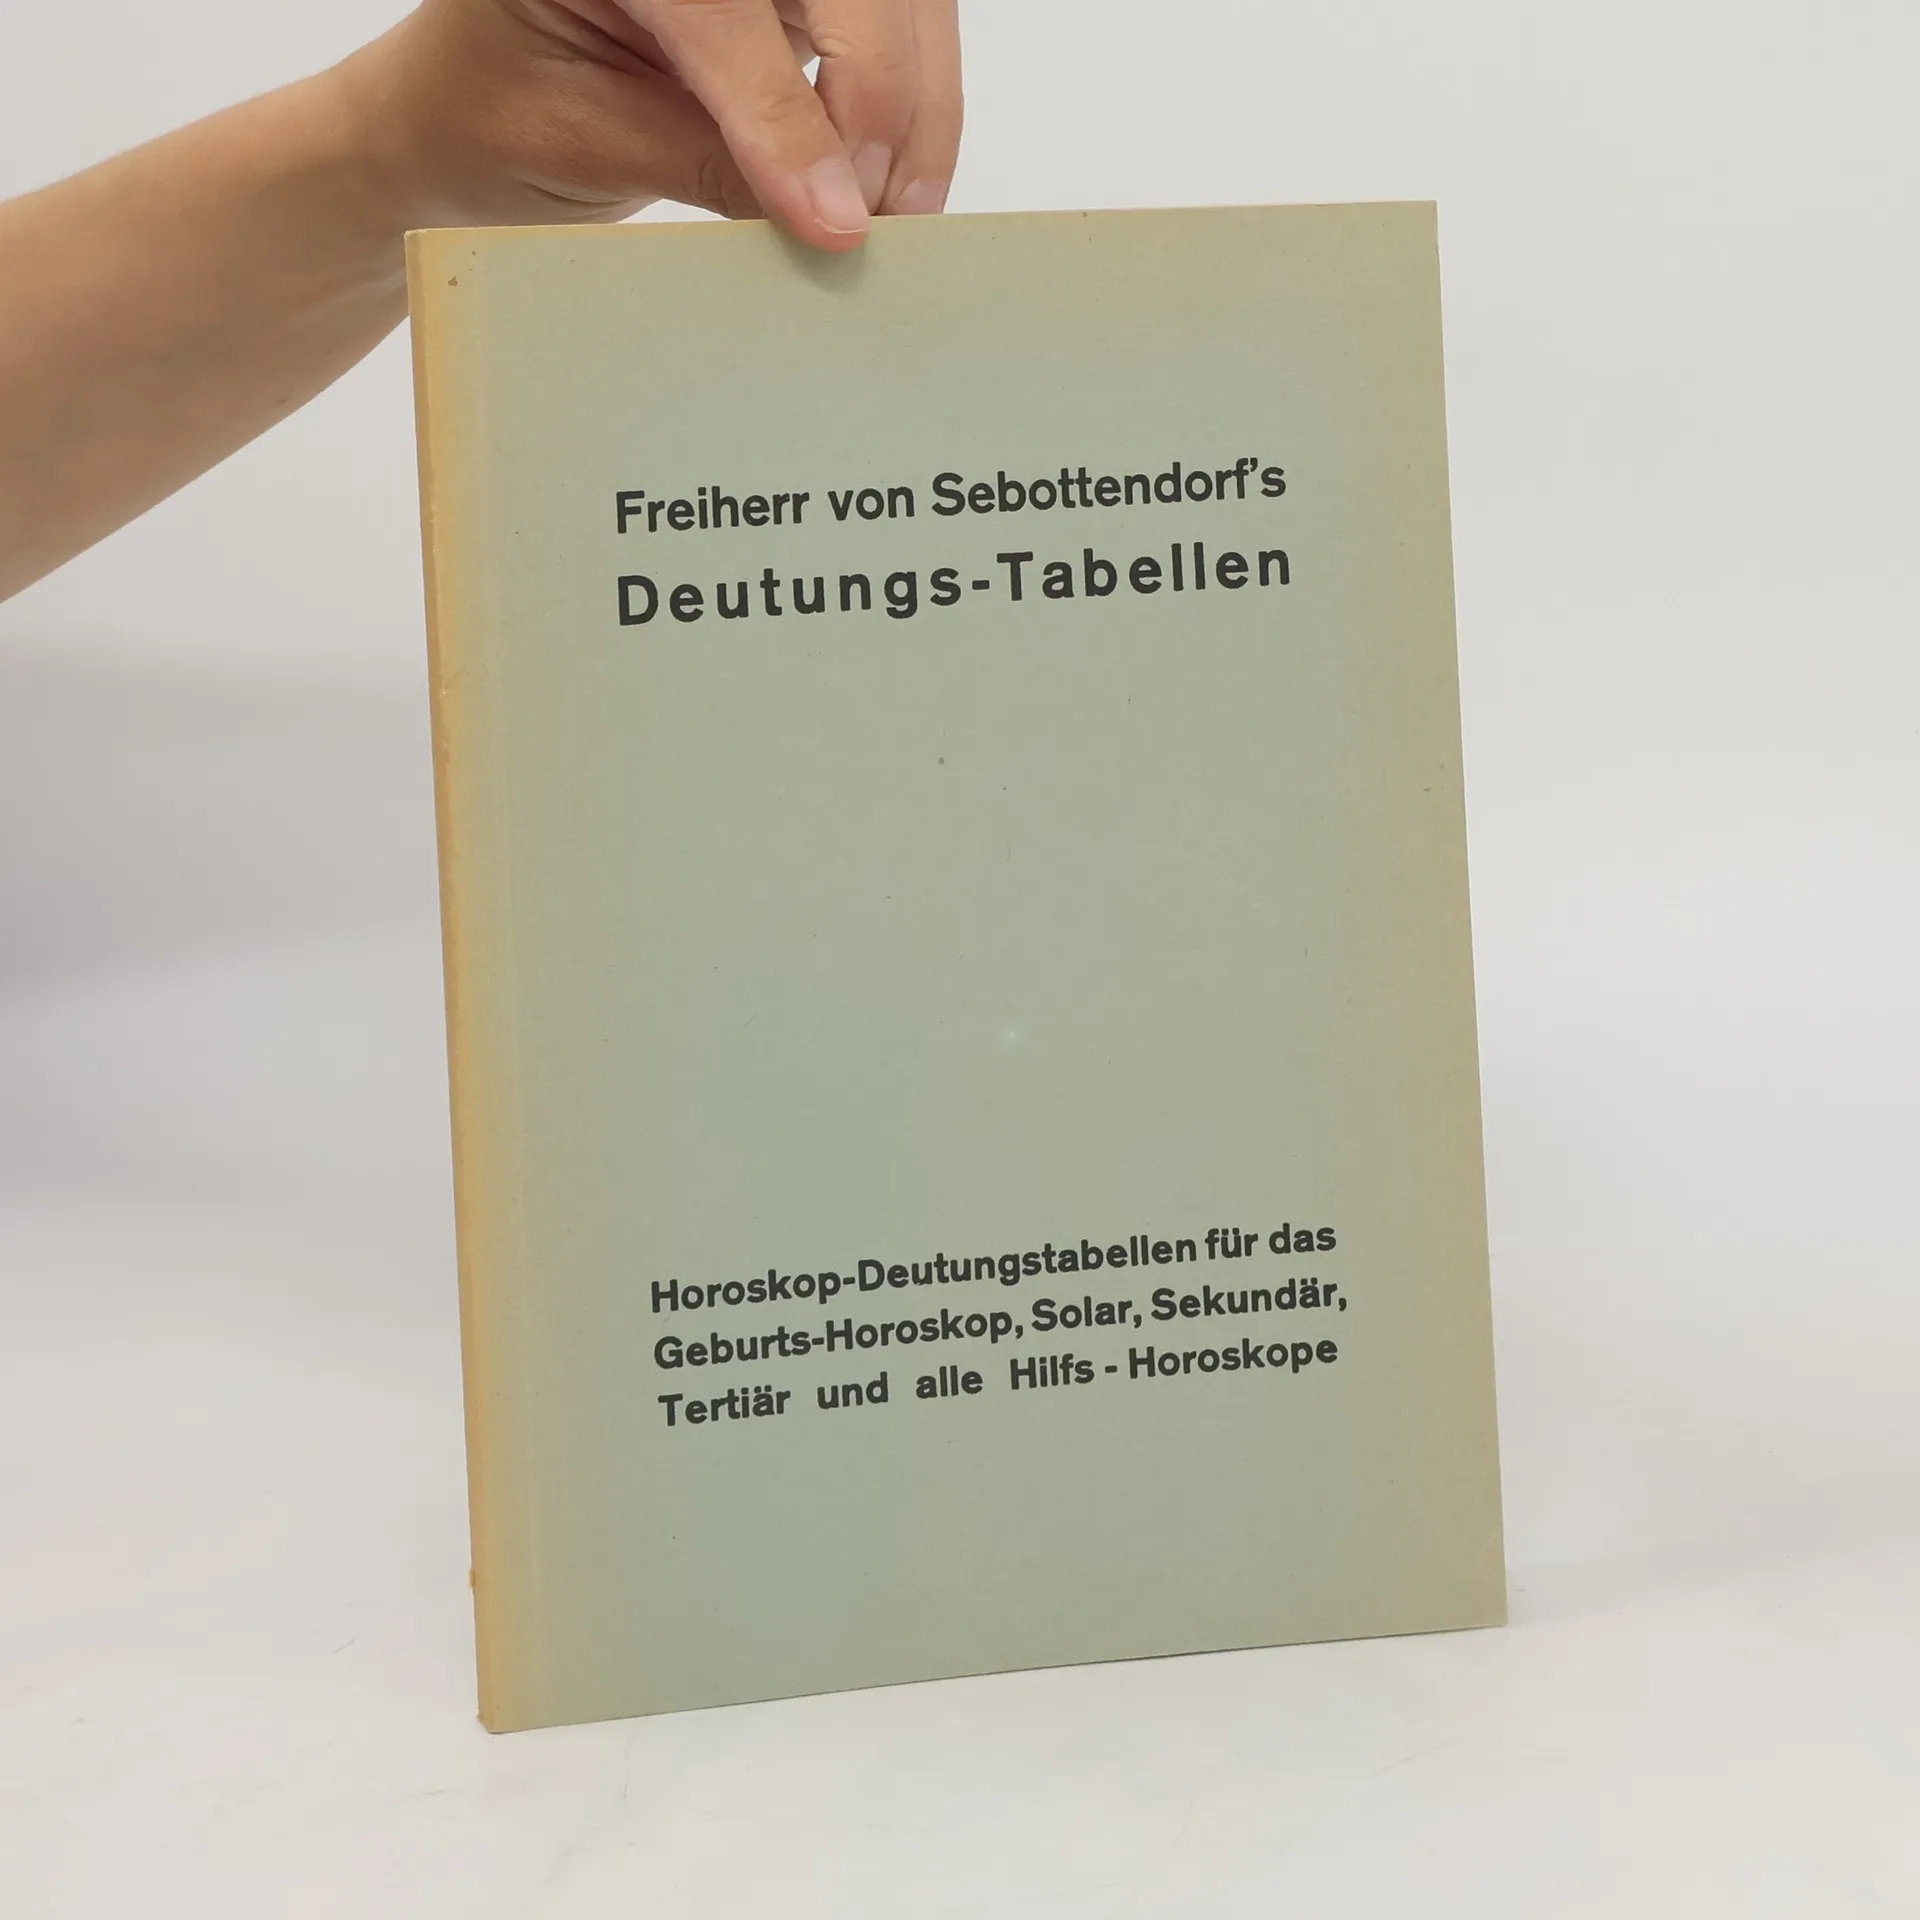 Freiherr von Sebottendorf's
Deutungs-Tabellen
Horoskop-Deutungstabellen für das
Geburts-Horoskop, Solar, Sekundär,
Tertiär und alle Hilfs - Horoskope